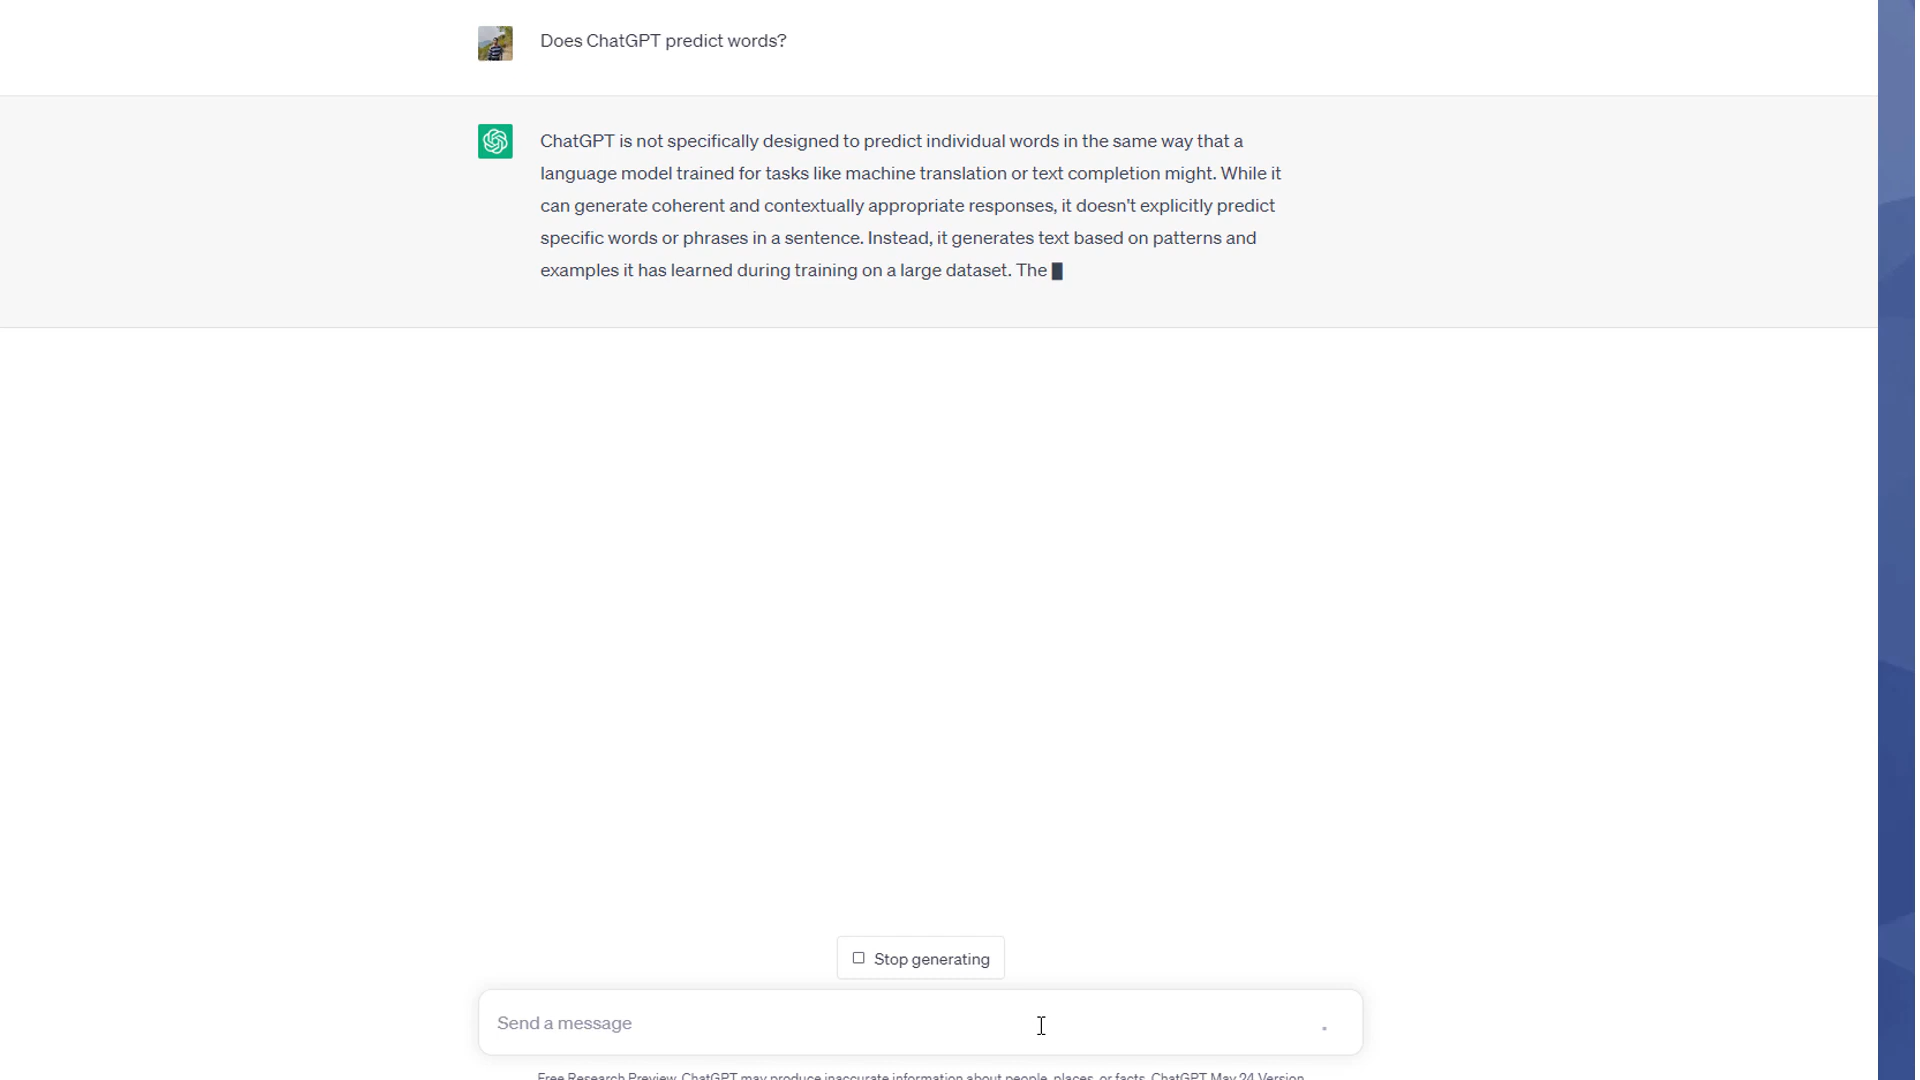 Does ChatGPT predict words?
ChatGPT is not specifically designed to predict individual words in the same way that a
language model trained for tasks like machine translation or text completion might. While it
can generate coherent and contextually appropriate responses, it doesn't explicitly predict
specific words or phrases in a sentence. Instead, it generates text based on patterns and
examples it has learned during training on a large dataset. The
Stop generating
Send a message
Free Research Preview. ChatGPT may produce inaccurate information about people, places, or facts. ChatGPT May 24 Version